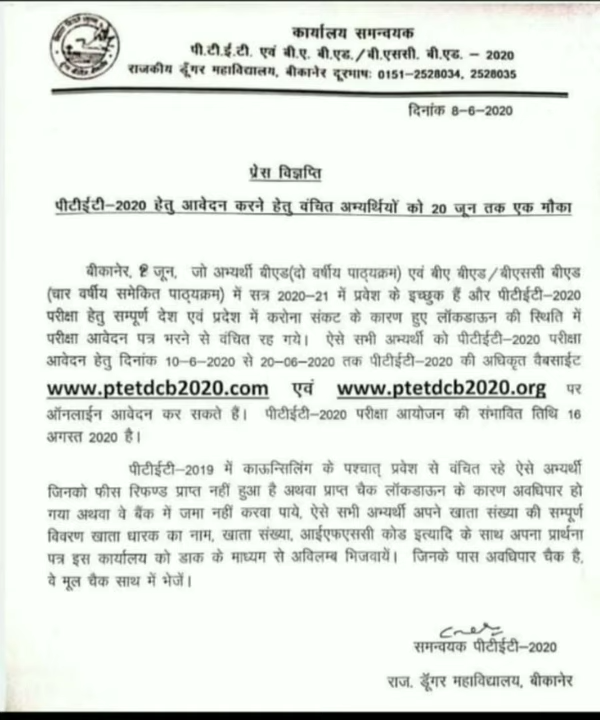 कार्यालय समन्वयक
पी.टी.ई.टी. एवं बी.ए. बी.एड./बी.एससी. बी.एड. – 2020
राजकीय डूँगर महाविद्यालय, बीकानेर दूरभाषः 0151-2528034, 2528035
दिनांक 8-6-2020
प्रेस विज्ञप्ति
पीटीईटी–2020 हेतु आवेदन करने हेतु वंचित अभ्यर्थियों को 20 जून तक एक मौका
बीकानेर, 8 जून, जो अभ्यर्थी बीएड(दो वर्षीय पाठ्यक्रम) एवं बीए बीएड/बीएससी बीएड
(चार वर्षीय समेकित पाठ्यक्रम) में सत्र 2020-21 में प्रवेश के इच्छुक हैं और पीटीईटी–2020
परीक्षा हेतु सम्पूर्ण देश एवं प्रदेश में करोना संकट के कारण हुए लॉकडाऊन की स्थिति में
परीक्षा आवेदन पत्र भरने से वंचित रह गये। ऐसे सभी अभ्यर्थी को पीटीईटी–2020 परीक्षा
आवेदन हेतु दिनांक 10-6-2020 से 20-06-2020 तक पीटीईटी–2020 की अधिकृत वैबसाईट
www.ptetdcb2020.com एवं www.ptetdcb2020.org पर
ऑनलाईन आवेदन कर सकते हैं। पीटीईटी–2020 परीक्षा आयोजन की संभावित तिथि 16
अगस्त 2020 है।
पीटीईटी–2019 में काऊन्सिलिंग के पश्चात् प्रवेश से वंचित रहे ऐसे अभ्यर्थी
जिनको फीस रिफण्ड प्राप्त नहीं हुआ है अथवा प्राप्त चैक लॉकडाऊन के कारण अवधिपार हो
गया अथवा वे बैंक में जमा नहीं करवा पाये, ऐसे सभी अभ्यर्थी अपने खाता संख्या की सम्पूर्ण
विवरण खाता धारक का नाम, खाता संख्या, आईएफएससी कोड इत्यादि के साथ अपना प्रार्थना
पत्र इस कार्यालय को डाक के माध्यम से अविलम्ब भिजवायें। जिनके पास अवधिपार चैक है,
वे मूल चैक साथ में भेजें।
समन्वयक पीटीईटी–2020
राज. डूँगर महाविद्यालय, बीकानेर